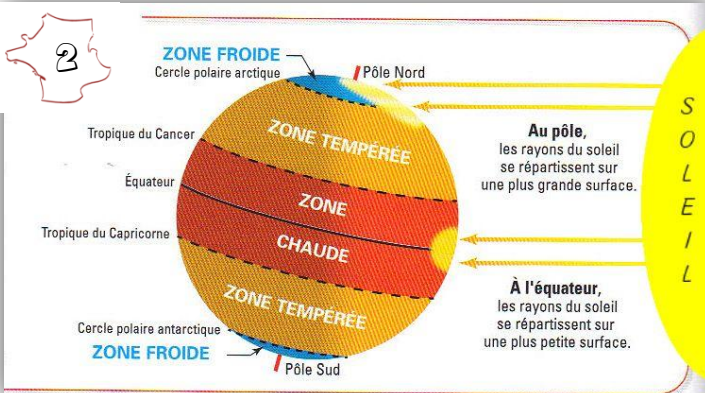 2
ZONE FROIDE
Cercle polaire arctique
Pôle Nord
Tropique du Cancer
ZONE TEMPÉRÉE
Au pôle,
les rayons du soleil
se répartissent sur
une plus grande surface.
Équateur
ZONE
CHAUDE
Tropique du Capricorne
ZONE TEMPÉRÉE
À l'équateur,
les rayons du soleil
se répartissent sur
une plus petite surface.
Cercle polaire antarctique
ZONE FROIDE
Pôle Sud
SOLEIL